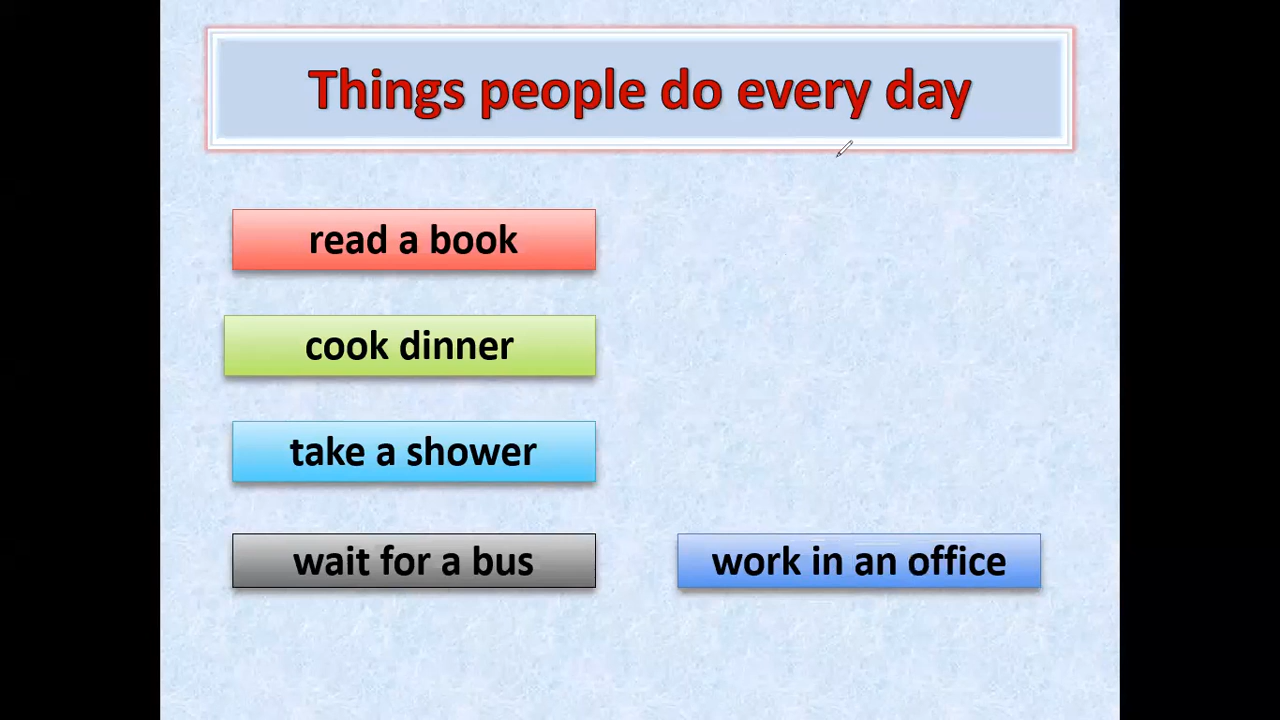 Things people do every day
read a book
cook dinner
take a shower
wait for a bus
work in an office